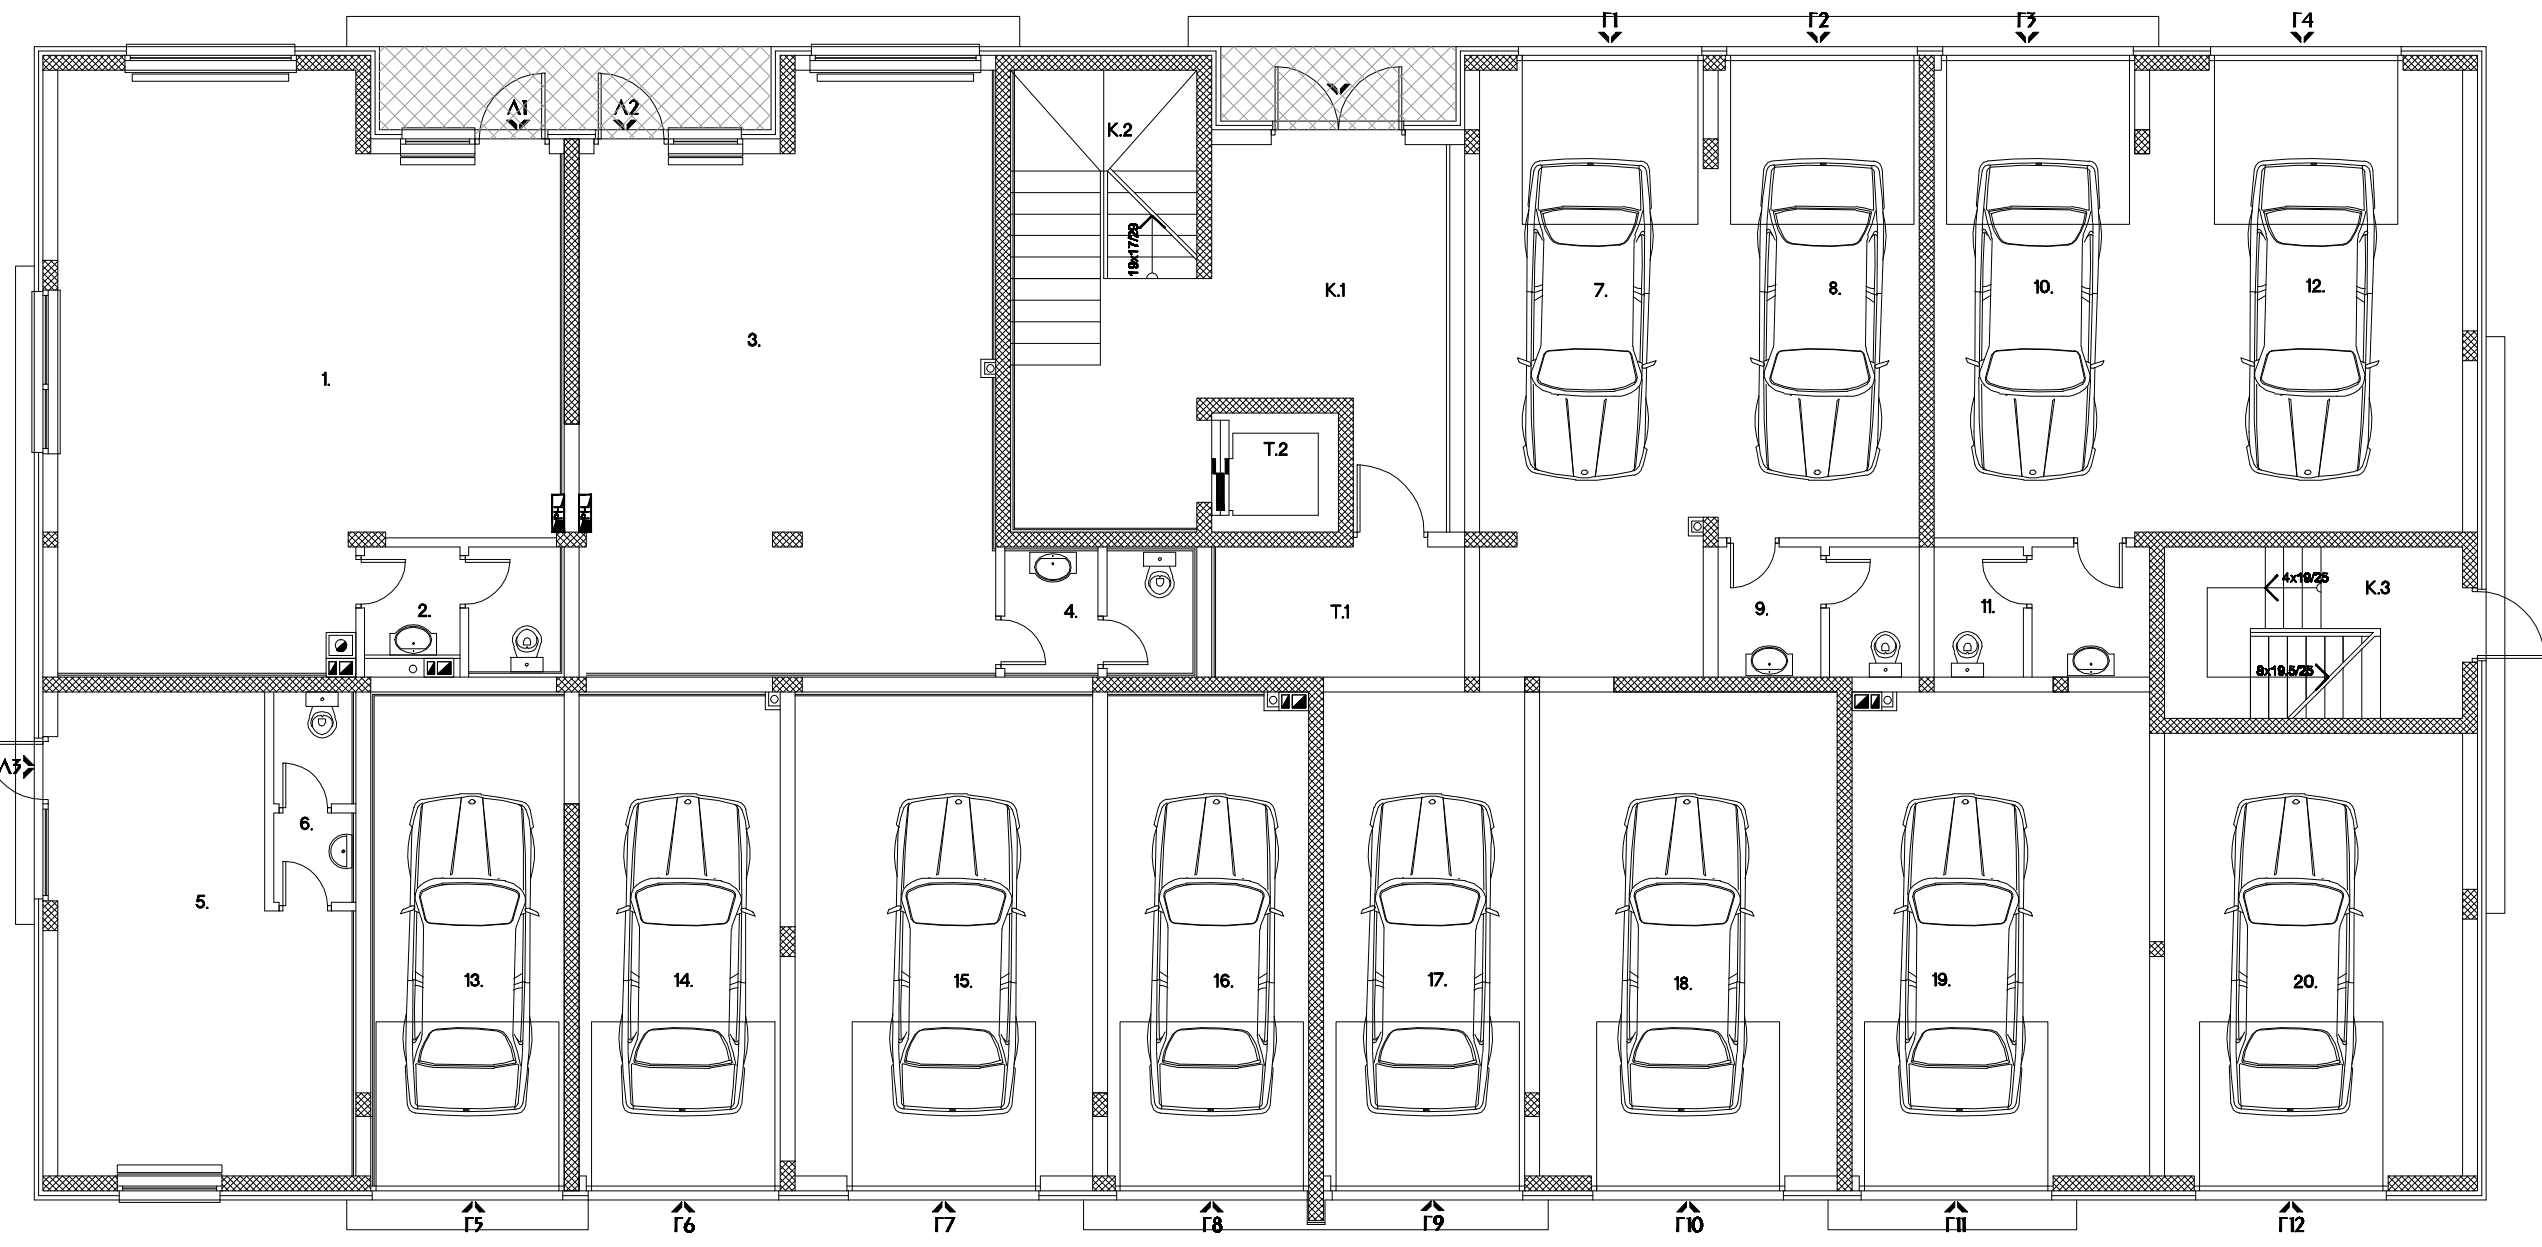 Г1 Г2 Г3 Г4
Л1 Л2
К.2
19x17/29
К.1
7. 8. 10. 12.
3.
1.
Т.2
4x19/25
К.3
2. 4. Т.1 9. 11.
8x19.5/25
Л3
6.
5.
13. 14. 15. 16. 17. 18. 19. 20.
Г5 Г6 Г7 Г8 Г9 Г10 Г11 Г12